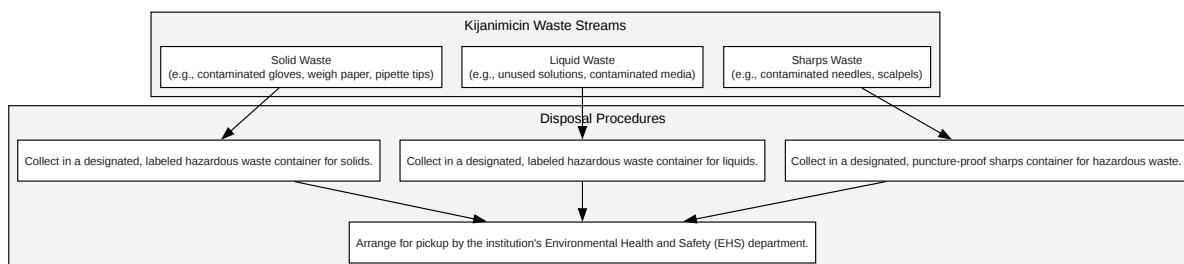 Kijanimicin Waste Streams
Solid Waste
(e.g., contaminated gloves, weigh paper, pipette tips)
Liquid Waste
(e.g., unused solutions, contaminated media)
Sharps Waste
(e.g., contaminated needles, scalpels)
Disposal Procedures
Collect in a designated, labeled hazardous waste container for solids.
Collect in a designated, labeled hazardous waste container for liquids.
Collect in a designated, puncture-proof sharps container for hazardous waste.
Arrange for pickup by the institution's Environmental Health and Safety (EHS) department.